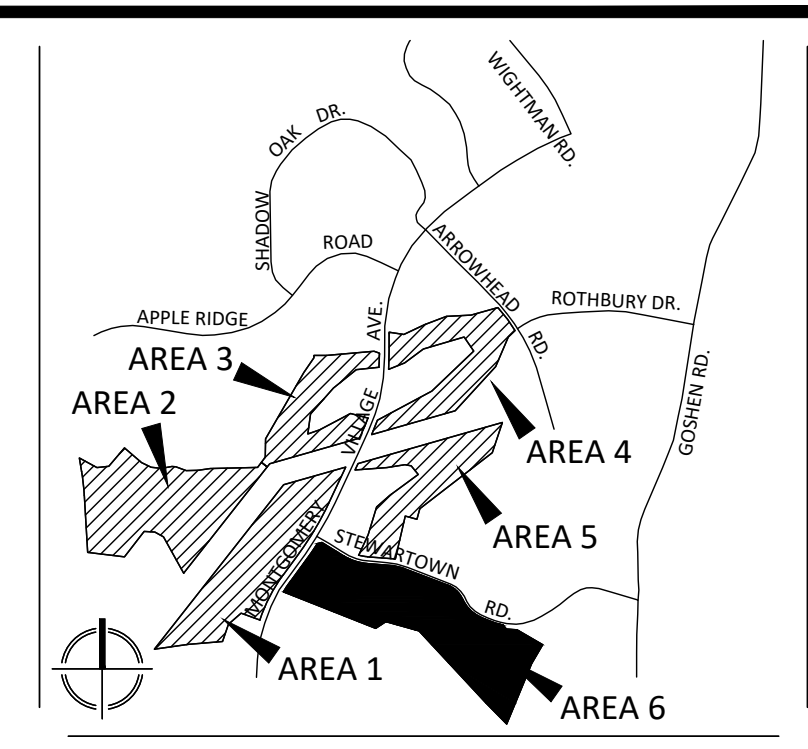 WIGHTMAN RD.
SHADOW OAK DR.
ARROWHEAD RD.
ROAD
ROTHBURY DR.
APPLE RIDGE
AREA 3
AREA 2
MONTGOMERY VILLAGE AVE.
GOSHEN RD.
AREA 4
AREA 5
STEWARTOWN RD.
AREA 1
AREA 6